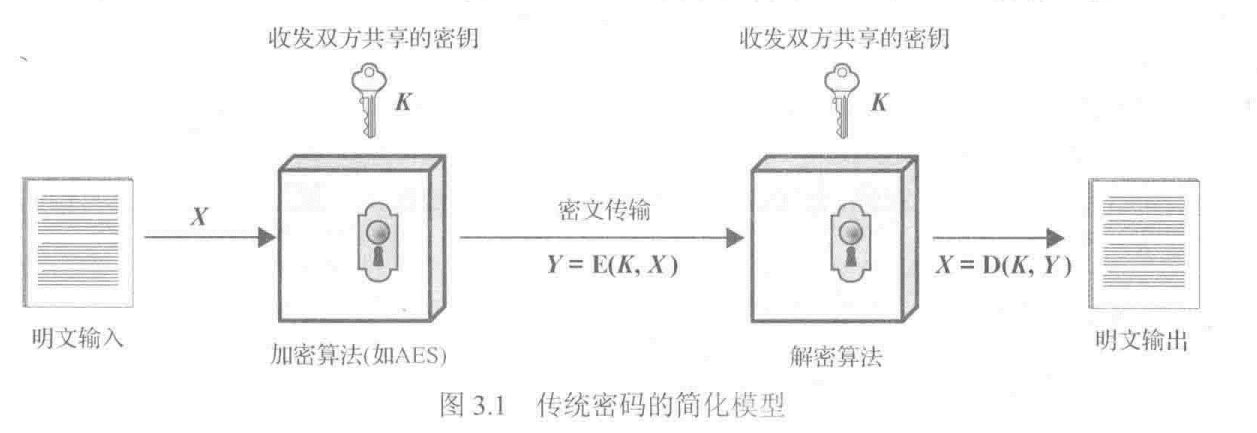 收发双方共享的密钥
收发双方共享的密钥
K
K
X
密文传输
Y = E(K, X)
X = D(K, Y)
明文输入
加密算法(如AES)
解密算法
明文输出
图 3.1 传统密码的简化模型